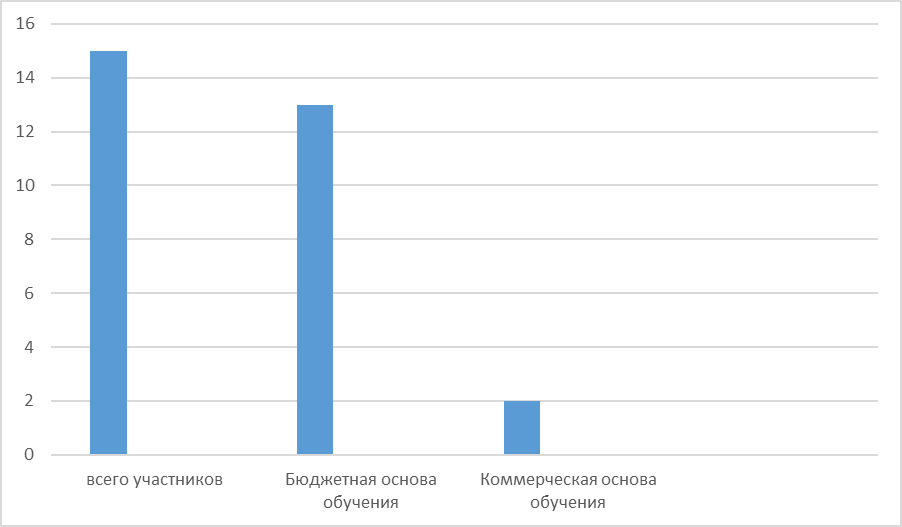 16
14
12
10
8
6
4
2
0
всего участников
Бюджетная основа
обучения
Коммерческая основа
обучения